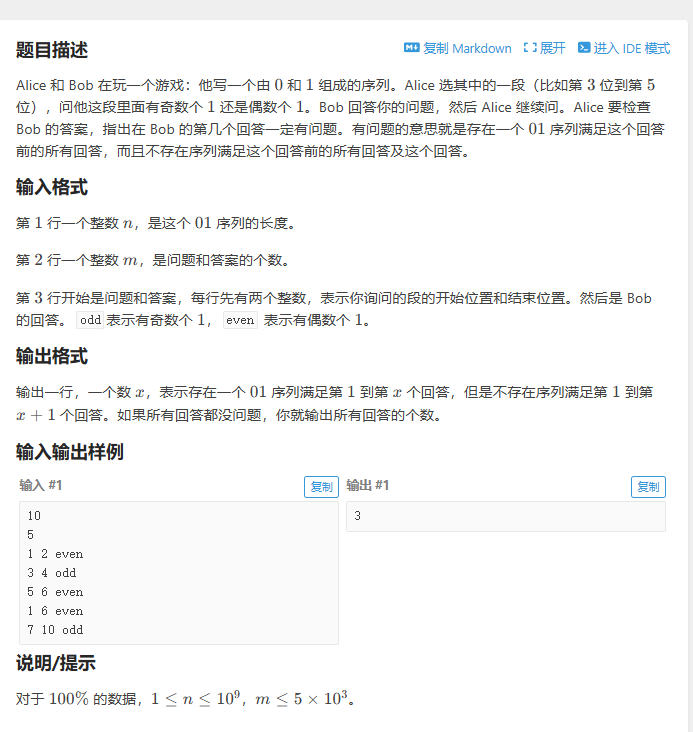 题目描述 复制 Markdown 展开 进入 IDE 模式
Alice 和 Bob 在玩一个游戏：他写一个由 0 和 1 组成的序列。Alice 选其中的一段（比如第 3 位到第 5
位），问他这段里面有奇数个 1 还是偶数个 1。Bob 回答你的问题，然后 Alice 继续问。Alice 要检查
Bob 的答案，指出在 Bob 的第几个回答一定有问题。有问题的意思就是存在一个 01 序列满足这个回答
前的所有回答，而且不存在序列满足这个回答前的所有回答及这个回答。
输入格式
第 1 行一个整数 n，是这个 01 序列的长度。
第 2 行一个整数 m，是问题和答案的个数。
第 3 行开始是问题和答案，每行先有两个整数，表示你询问的段的开始位置和结束位置。然后是 Bob
的回答。odd 表示有奇数个 1，even 表示有偶数个 1。
输出格式
输出一行，一个数 x，表示存在一个 01 序列满足第 1 到第 x 个回答，但是不存在序列满足第 1 到第
x + 1 个回答。如果所有回答都没问题，你就输出所有回答的个数。
输入输出样例
输入 #1 复制 输出 #1 复制
10
5
1 2 even
3 4 odd
5 6 even
1 6 even
7 10 odd
3
说明/提示
对于 100% 的数据，1 ≤ n ≤ 10⁹，m ≤ 5 × 10³。